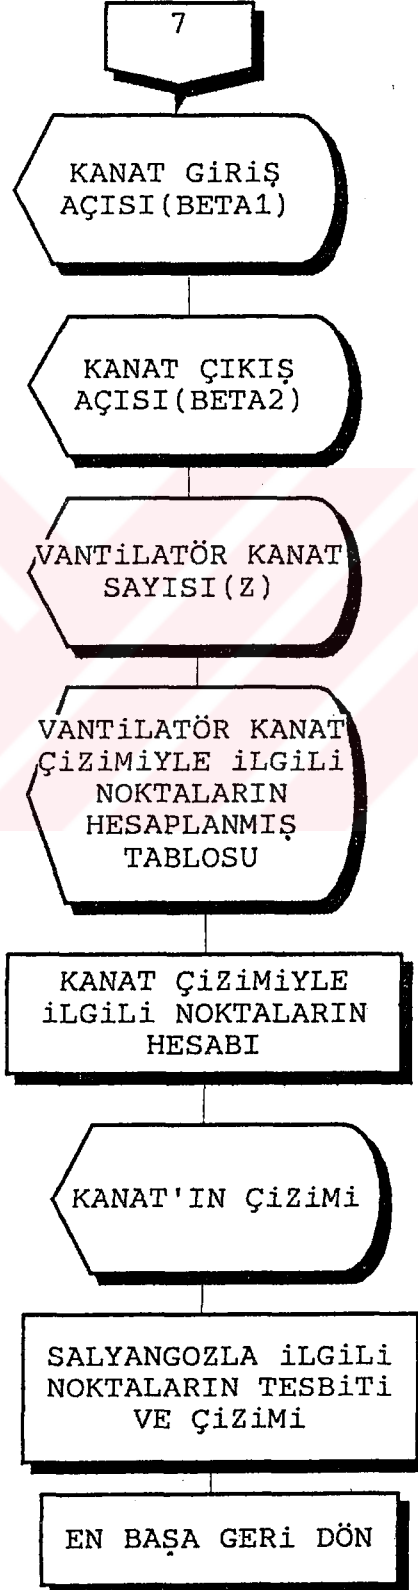 7
KANAT GiRiŞ
AÇISI(BETA1)
KANAT ÇIKIŞ
AÇISI(BETA2)
VANTiLATÖR KANAT
SAYISI(Z)
VANTiLATÖR KANAT
ÇiZiMiYLE iLGiLi
NOKTALARIN
HESAPLANMIŞ
TABLOSU
KANAT ÇiZiMiYLE
iLGiLi NOKTALARIN
HESABI
KANAT'IN ÇiZiMi
SALYANGOZLA iLGiLi
NOKTALARIN TESBiTi
VE ÇiZiMi
EN BAŞA GERi DÖN